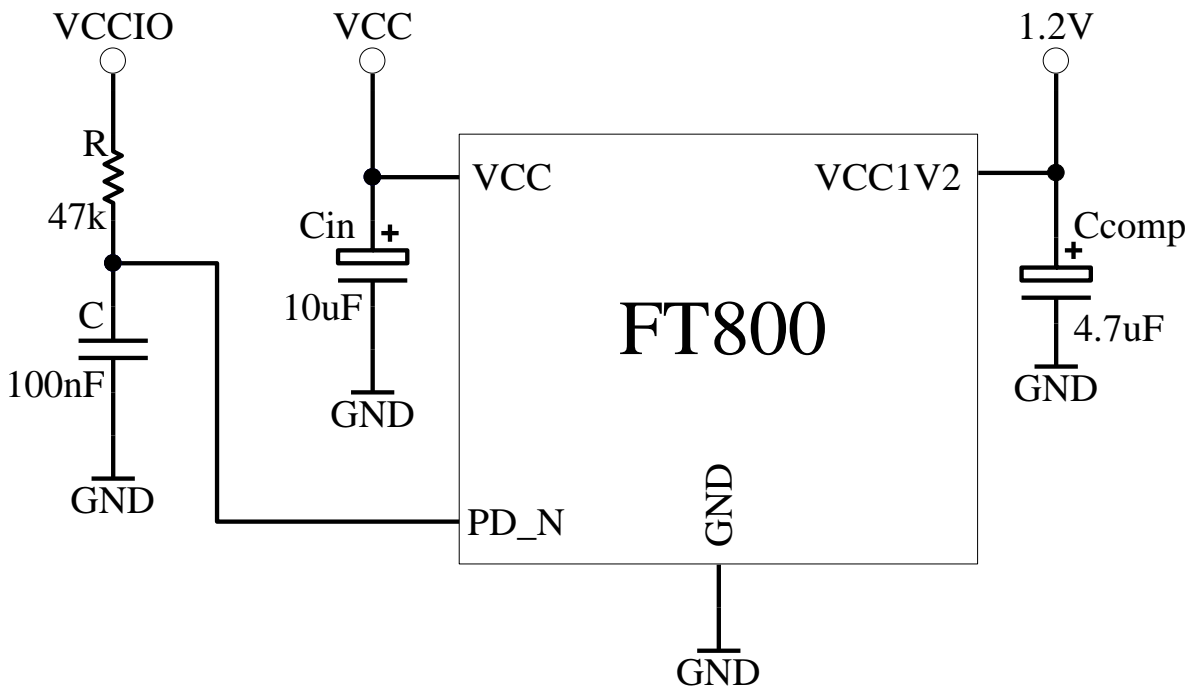 VCCIO
VCC
1.2V
R
47k
VCC
VCC1V2
Cin
+
10uF
Ccomp
+
4.7uF
C
100nF
FT800
GND
GND
GND
PD_N
GND
GND